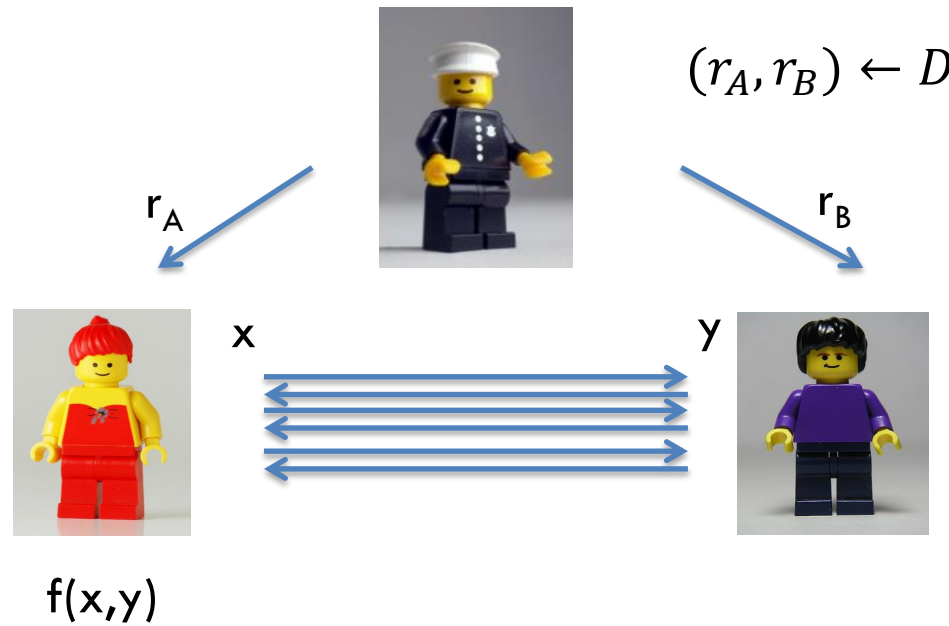 (r_A, r_B) ← D
r_A
r_B
x
y
f(x,y)